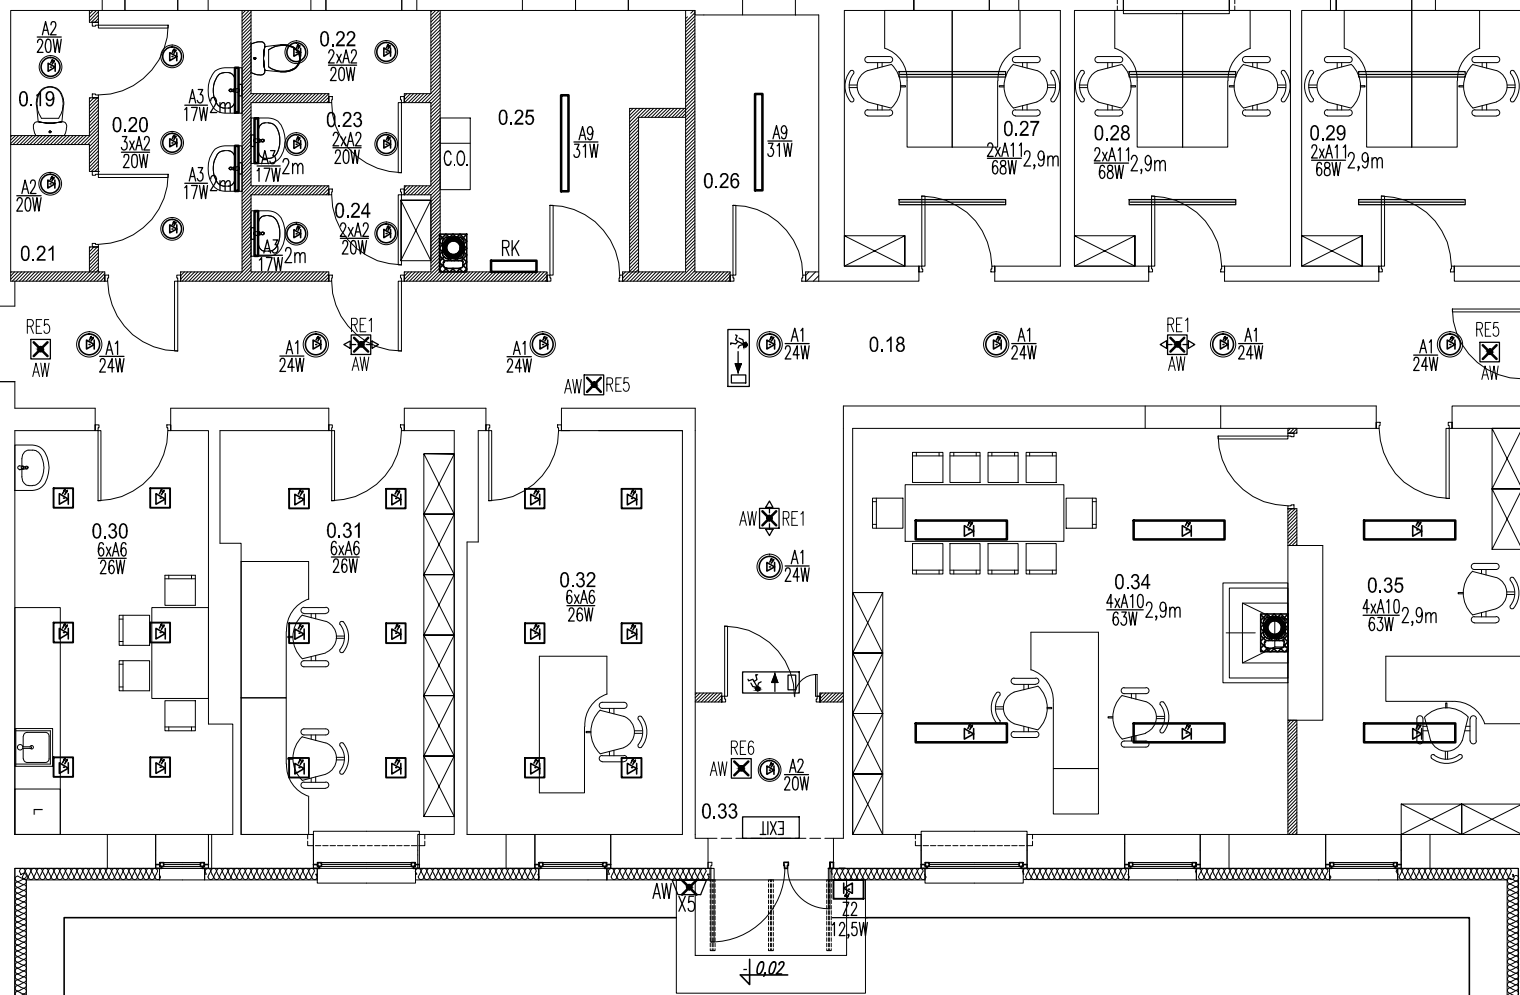 A2
20W
0.19
0.20
3xA2
20W
A3
17W 2m
A3
17W 2m
A2
20W
0.21
0.22
2xA2
20W
0.23
2xA2
20W
A3
17W 2m
0.24
2xA2
20W
A3
17W 2m
0.25
C.O.
RK
A9
31W
0.26
A9
31W
0.27
2xA11
68W 2,9m
0.28
2xA11
68W 2,9m
0.29
2xA11
68W 2,9m
RE5
AW
A1
24W
A1
24W
RE1
AW
A1
24W
AW RE5
A1
24W
0.18
A1
24W
RE1
AW
A1
24W
A1
24W
RE5
AW
0.30
6xA6
26W
L
0.31
6xA6
26W
0.32
6xA6
26W
AW RE1
A1
24W
RE6
AW
A2
20W
0.33
EXIT
0.34
4xA10
63W 2,9m
0.35
4xA10
63W 2,9m
AW
X5
Z2
12,5W
- 0,02